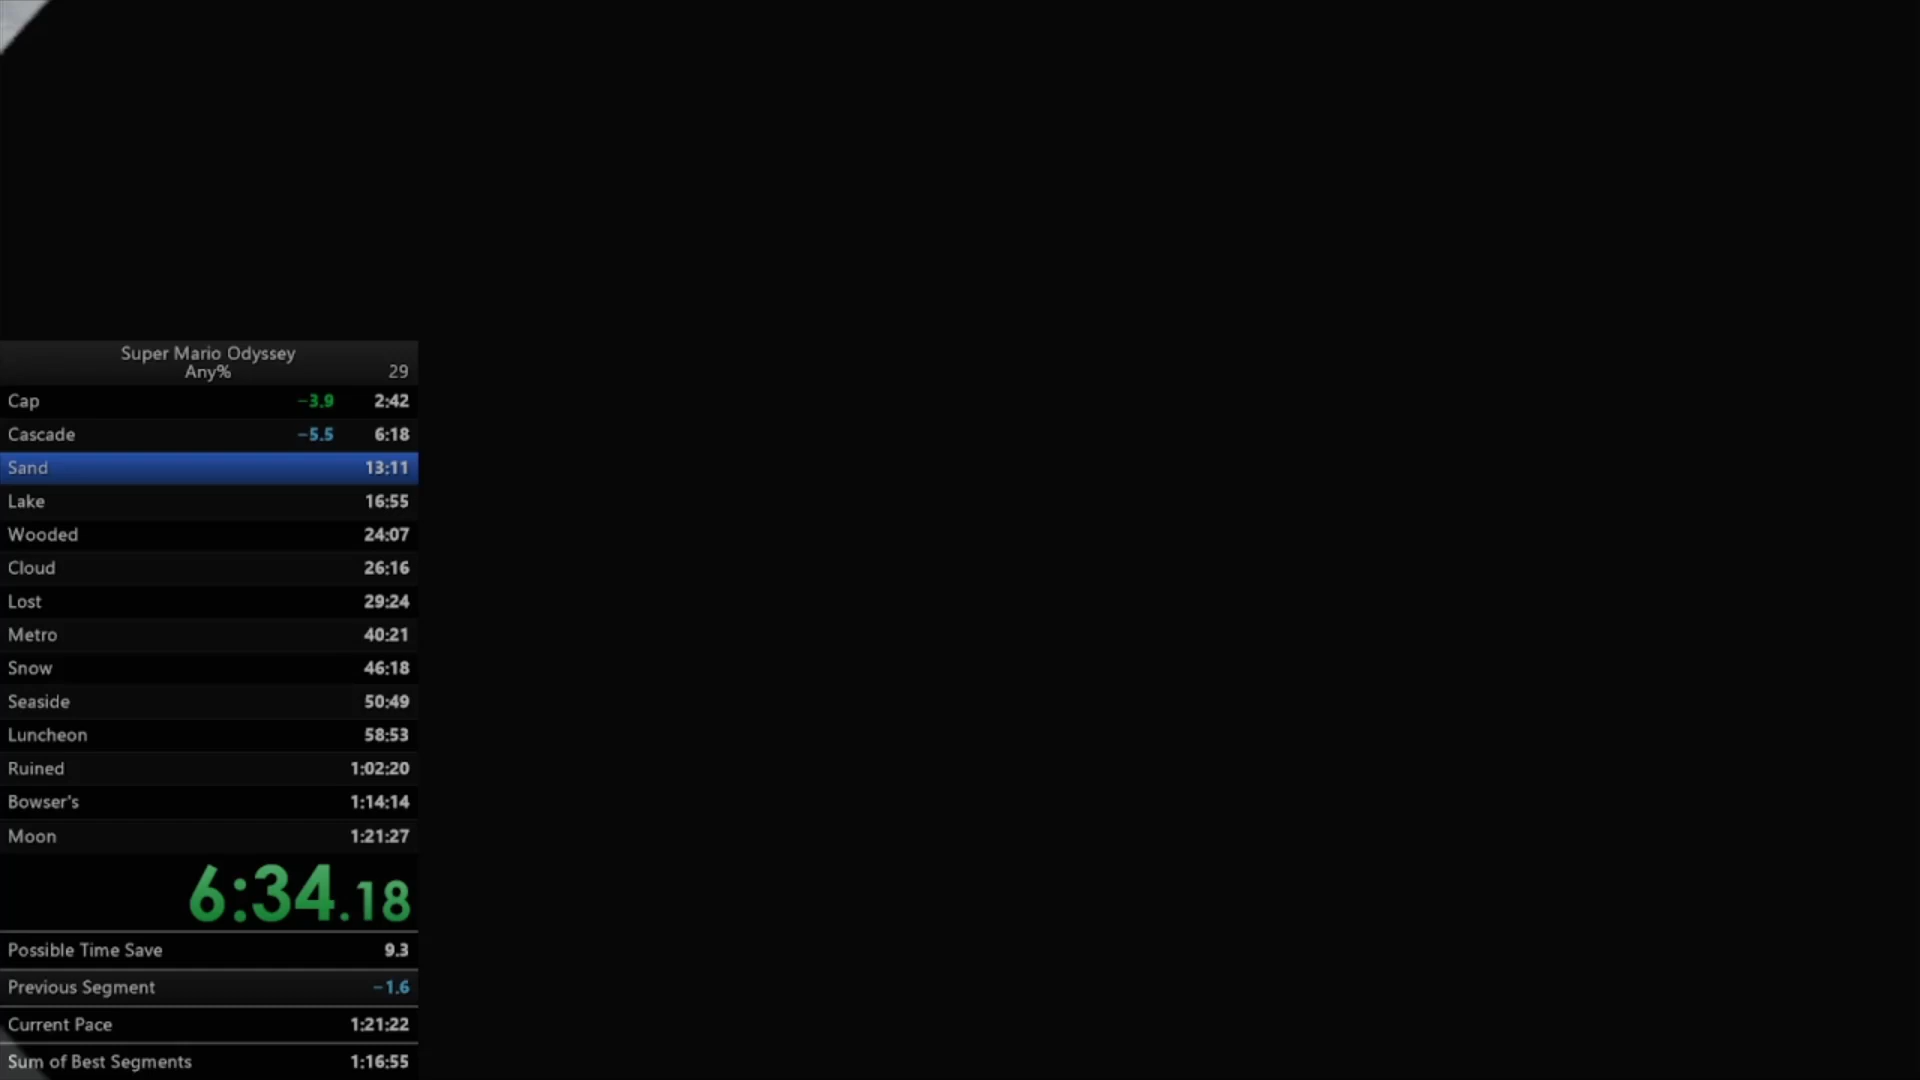 Super Mario Odyssey
Any% 29
Cap −3.9 2:42
Cascade −5.5 6:18
Sand 13:11
Lake 16:55
Wooded 24:07
Cloud 26:16
Lost 29:24
Metro 40:21
Snow 46:18
Seaside 50:49
Luncheon 58:53
Ruined 1:02:20
Bowser's 1:14:14
Moon 1:21:27
6:34.18
Possible Time Save 9.3
Previous Segment −1.6
Current Pace 1:21:22
Sum of Best Segments 1:16:55